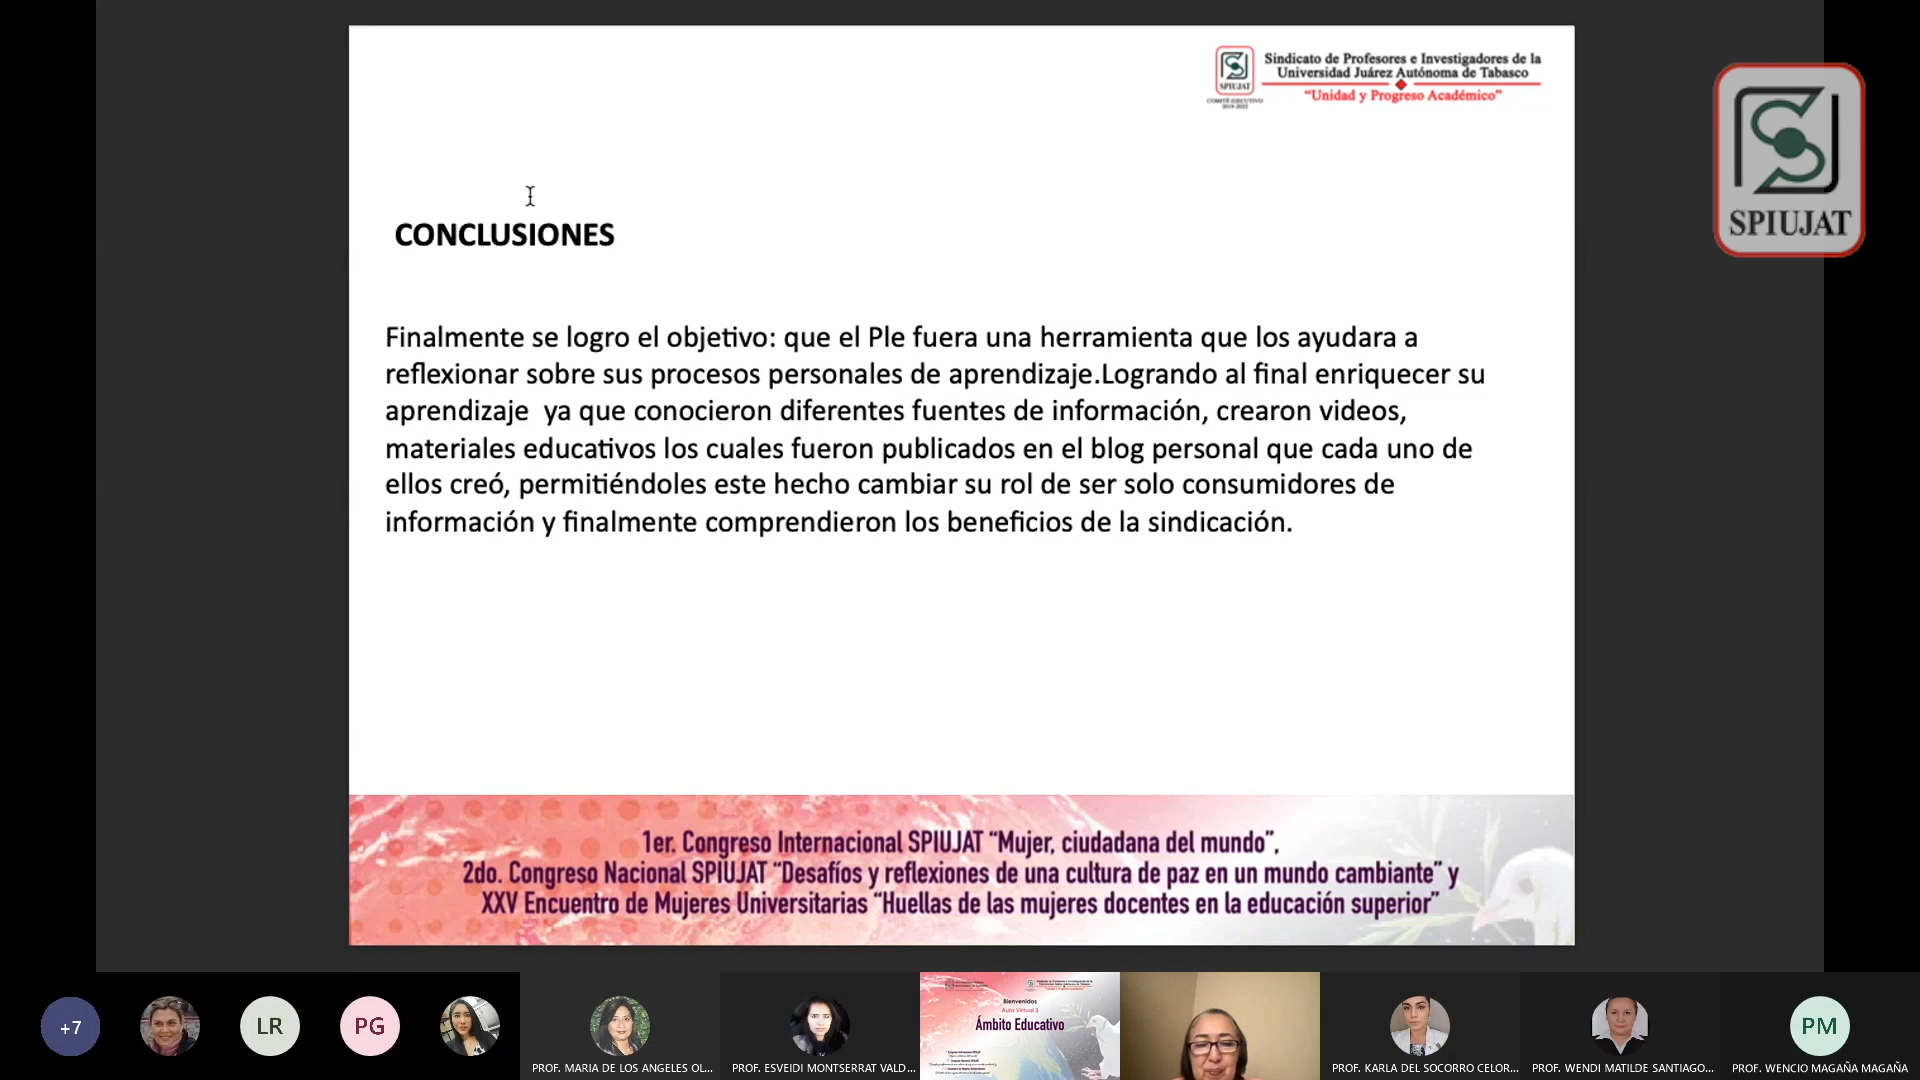 Sindicato de Profesores e Investigadores de la
Universidad Juárez Autónoma de Tabasco
"Unidad y Progreso Académico"
SPIUJAT
COMITÉ EJECUTIVO
2019-2022
SPIUJAT
CONCLUSIONES
Finalmente se logro el objetivo: que el Ple fuera una herramienta que los ayudara a
reflexionar sobre sus procesos personales de aprendizaje.Logrando al final enriquecer su
aprendizaje  ya que conocieron diferentes fuentes de información, crearon videos,
materiales educativos los cuales fueron publicados en el blog personal que cada uno de
ellos creó, permitiéndoles este hecho cambiar su rol de ser solo consumidores de
información y finalmente comprendieron los beneficios de la sindicación.
1er. Congreso Internacional SPIUJAT “Mujer, ciudadana del mundo”,
2do. Congreso Nacional SPIUJAT “Desafíos y reflexiones de una cultura de paz en un mundo cambiante” y
XXV Encuentro de Mujeres Universitarias “Huellas de las mujeres docentes en la educación superior”
+7
LR
PG
PROF. MARIA DE LOS ANGELES OL...
PROF. ESVEIDI MONTSERRAT VALD...
Bienvenidos
Aula Virtual 3
Ámbito Educativo
PROF. KARLA DEL SOCORRO CELOR...
PROF. WENDI MATILDE SANTIAGO...
PM
PROF. WENCIO MAGAÑA MAGAÑA